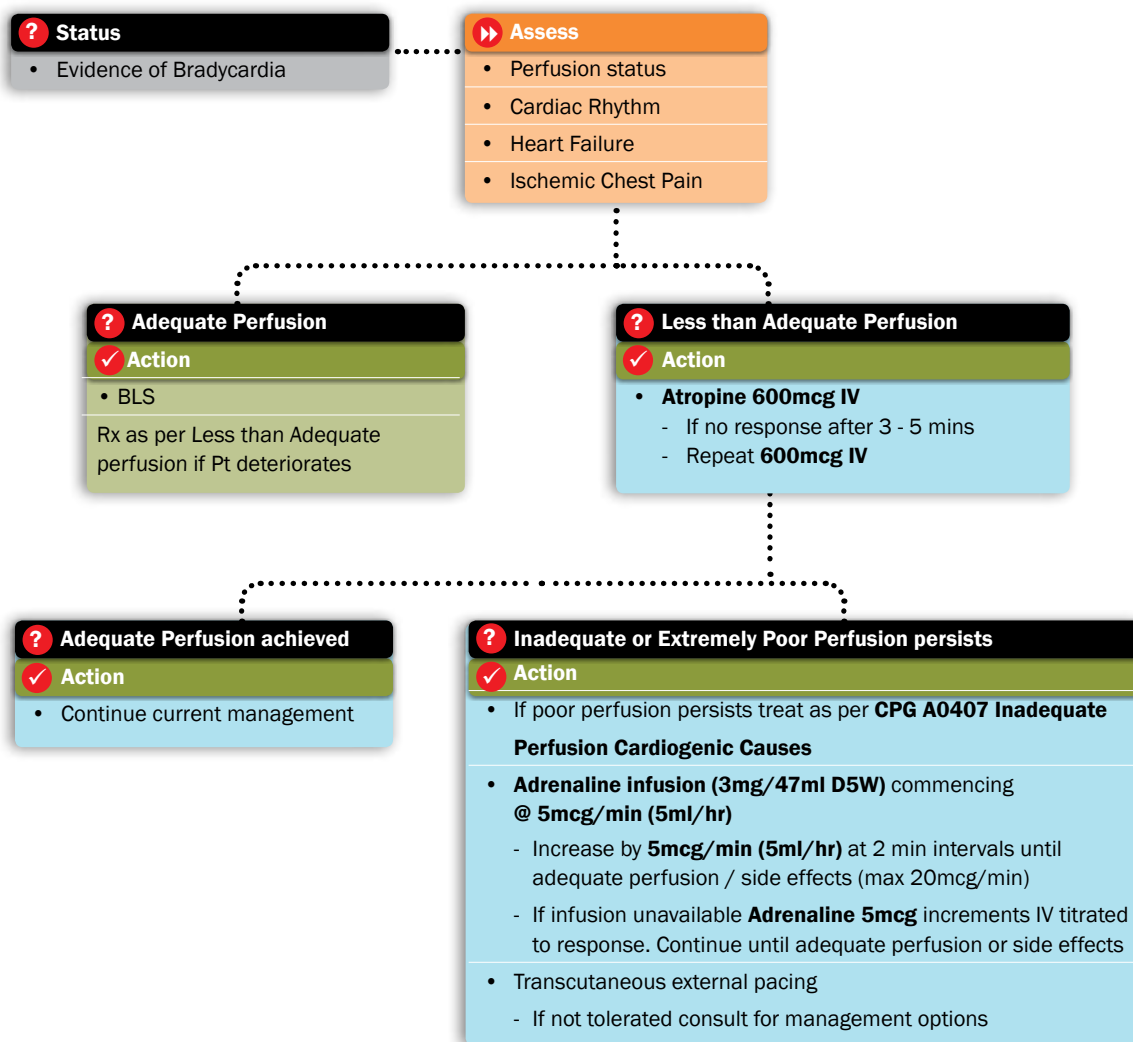 ? Status
• Evidence of Bradycardia
Assess
• Perfusion status
• Cardiac Rhythm
• Heart Failure
• Ischemic Chest Pain
? Adequate Perfusion
✓ Action
• BLS
Rx as per Less than Adequate
perfusion if Pt deteriorates
? Less than Adequate Perfusion
✓ Action
• Atropine 600mcg IV
- If no response after 3 - 5 mins
- Repeat 600mcg IV
? Adequate Perfusion achieved
✓ Action
• Continue current management
? Inadequate or Extremely Poor Perfusion persists
✓ Action
• If poor perfusion persists treat as per CPG A0407 Inadequate
Perfusion Cardiogenic Causes
• Adrenaline infusion (3mg/47ml D5W) commencing
@ 5mcg/min (5ml/hr)
- Increase by 5mcg/min (5ml/hr) at 2 min intervals until
adequate perfusion / side effects (max 20mcg/min)
- If infusion unavailable Adrenaline 5mcg increments IV titrated
to response. Continue until adequate perfusion or side effects
• Transcutaneous external pacing
- If not tolerated consult for management options